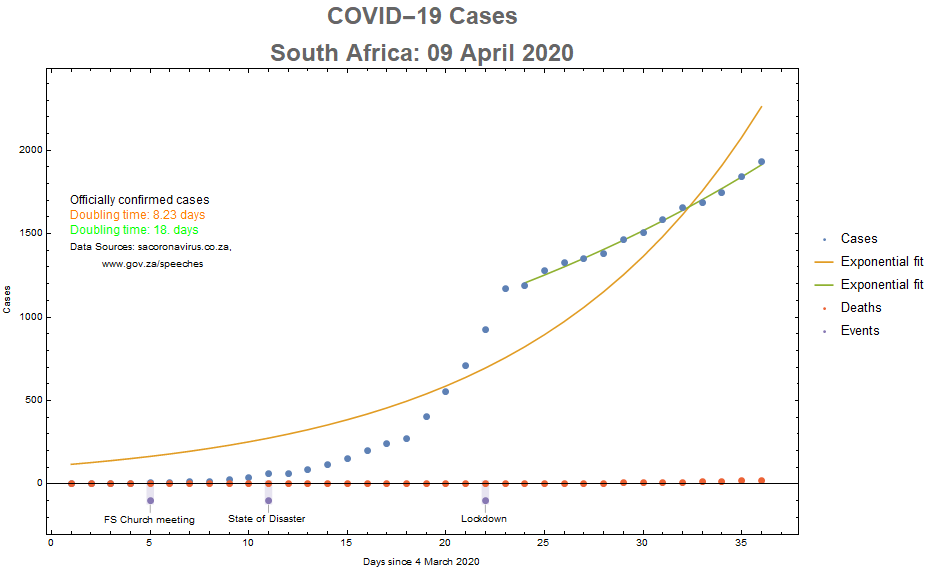 COVID–19 Cases
South Africa: 09 April 2020
Officially confirmed cases
Doubling time: 8.23 days
Doubling time: 18. days
Data Sources: sacoronavirus.co.za,
www.gov.za/speeches
Cases
2000
1500
1000
500
0
FS Church meeting
State of Disaster
Lockdown
0 5 10 15 20 25 30 35
Days since 4 March 2020
Cases
Exponential fit
Exponential fit
Deaths
Events